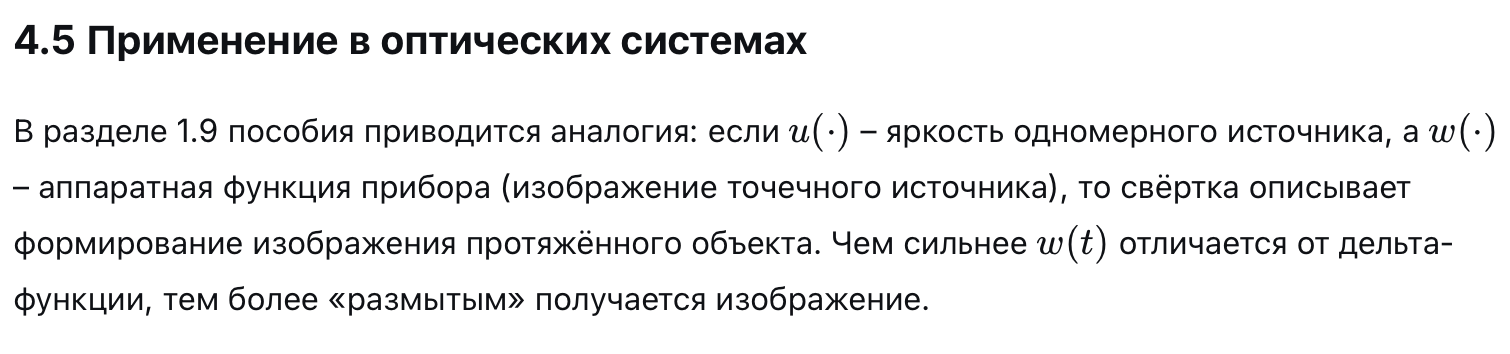 4.5 Применение в оптических системах
В разделе 1.9 пособия приводится аналогия: если u(·) – яркость одномерного источника, а w(·)
– аппаратная функция прибора (изображение точечного источника), то свёртка описывает
формирование изображения протяжённого объекта. Чем сильнее w(t) отличается от дельта-
функции, тем более «размытым» получается изображение.